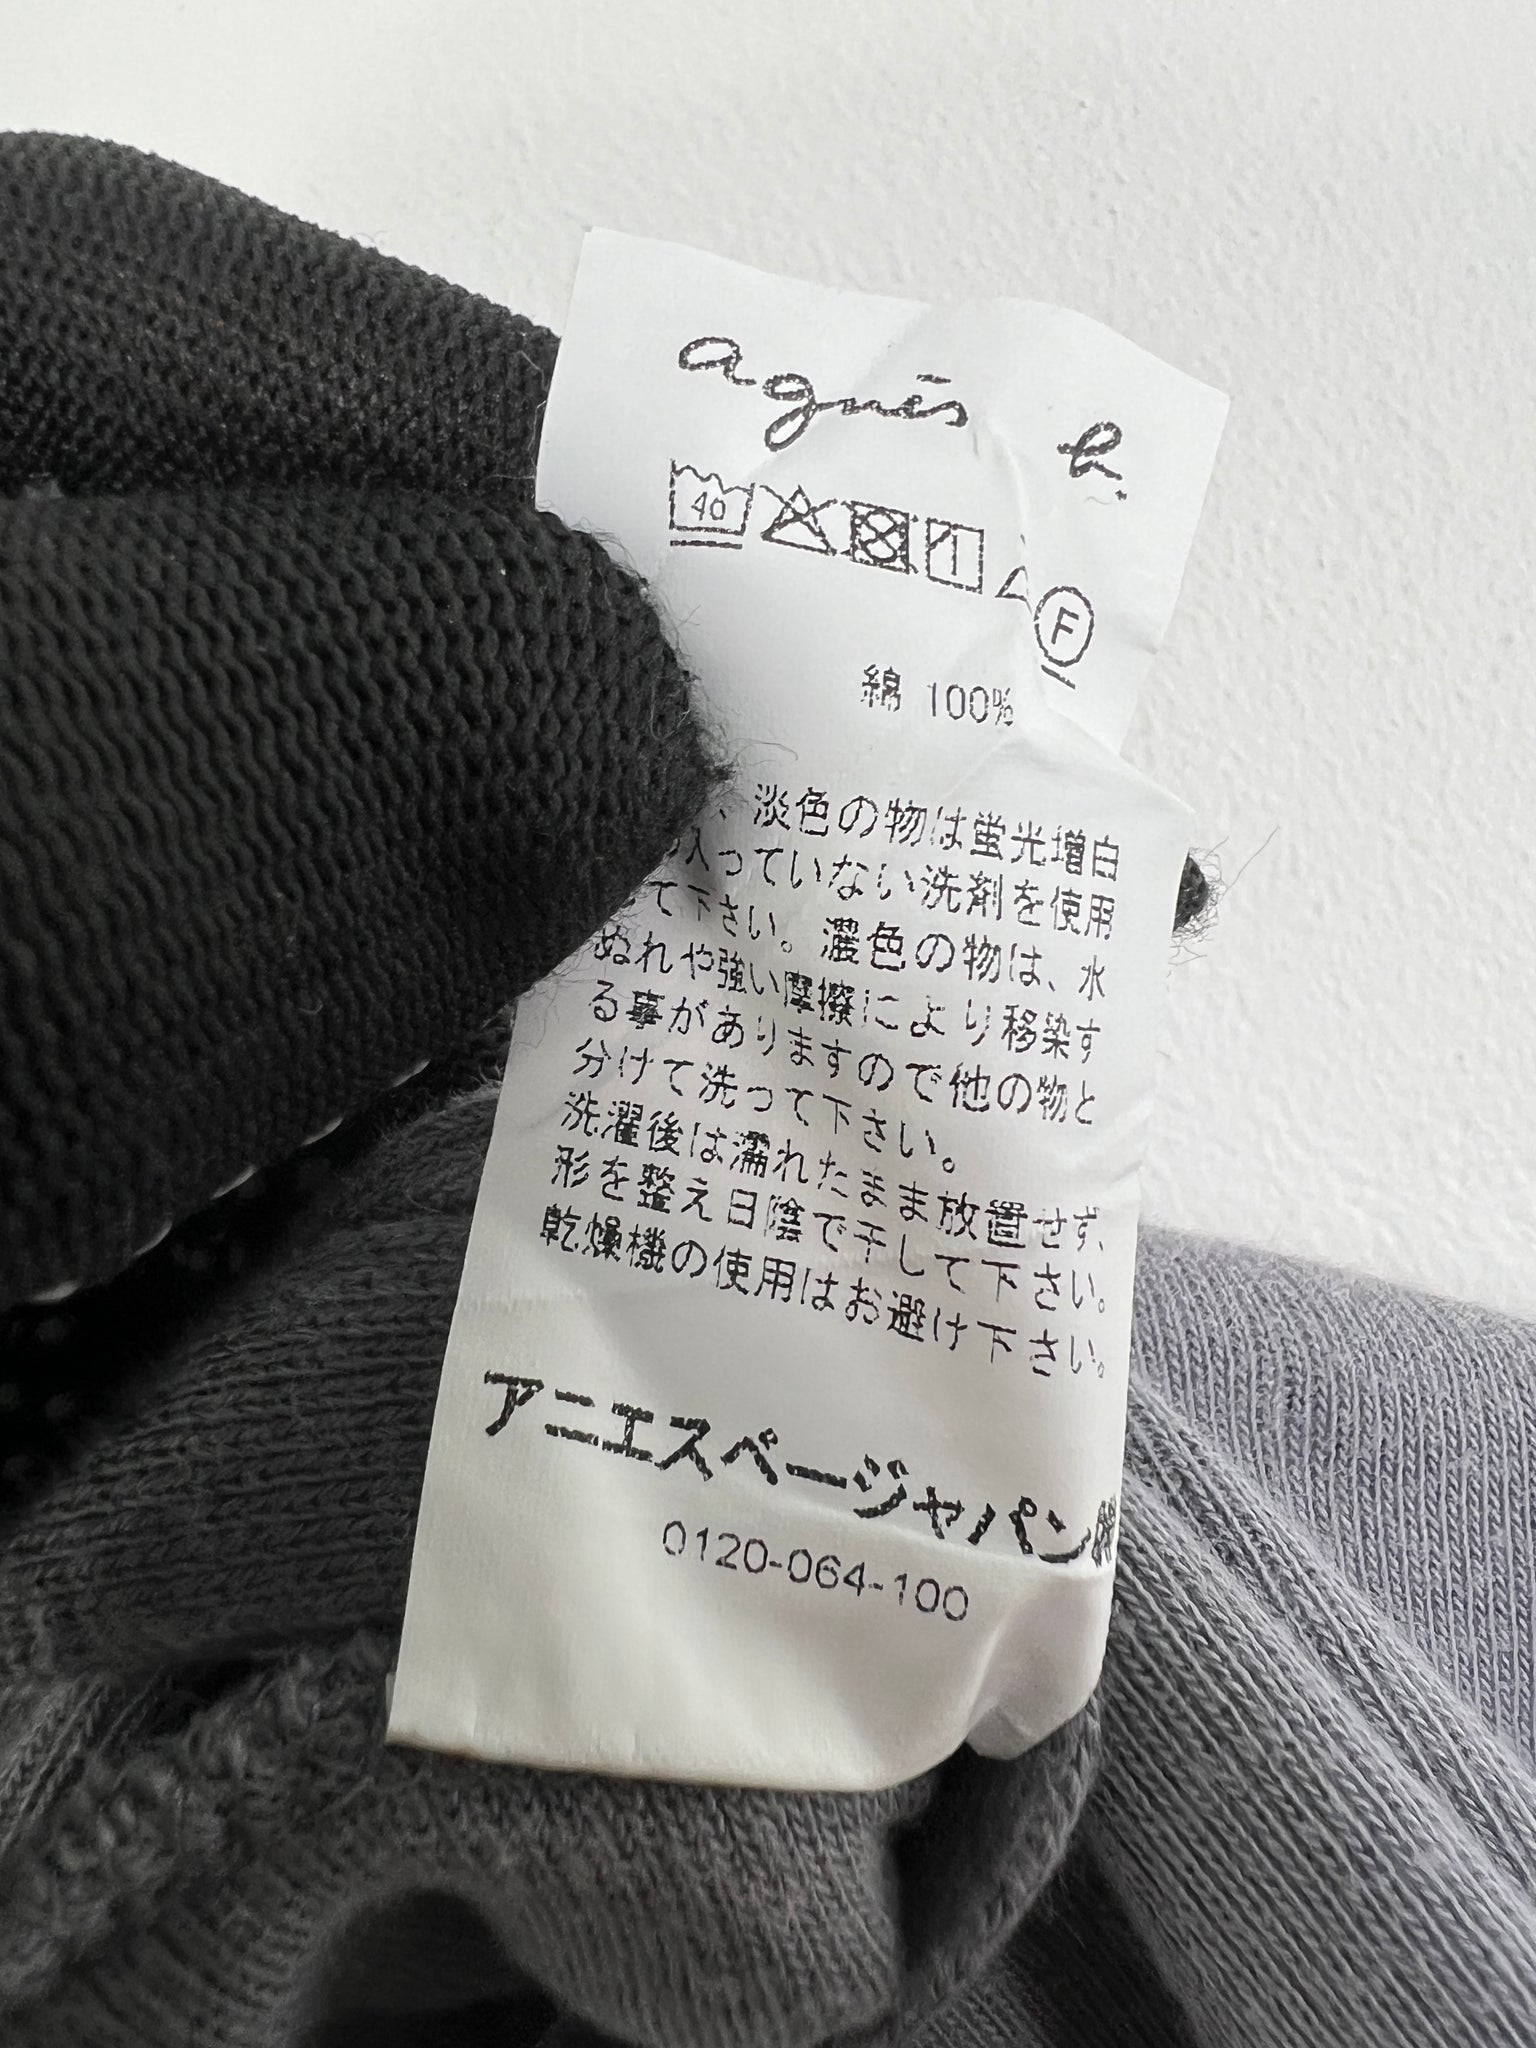 agnès b.
40
F
綿 100%
、淡色の物は蛍光増白
入っていない洗剤を使用
て下さい。濃色の物は、水
ぬれや強い摩擦により移染す
る事がありますので他の物と
分けて洗って下さい。
洗濯後は濡れたまま放置せず、
形を整え日陰で干して下さい。
乾燥機の使用はお避け下さい。
アニエスベージャパン㈱
0120-064-100